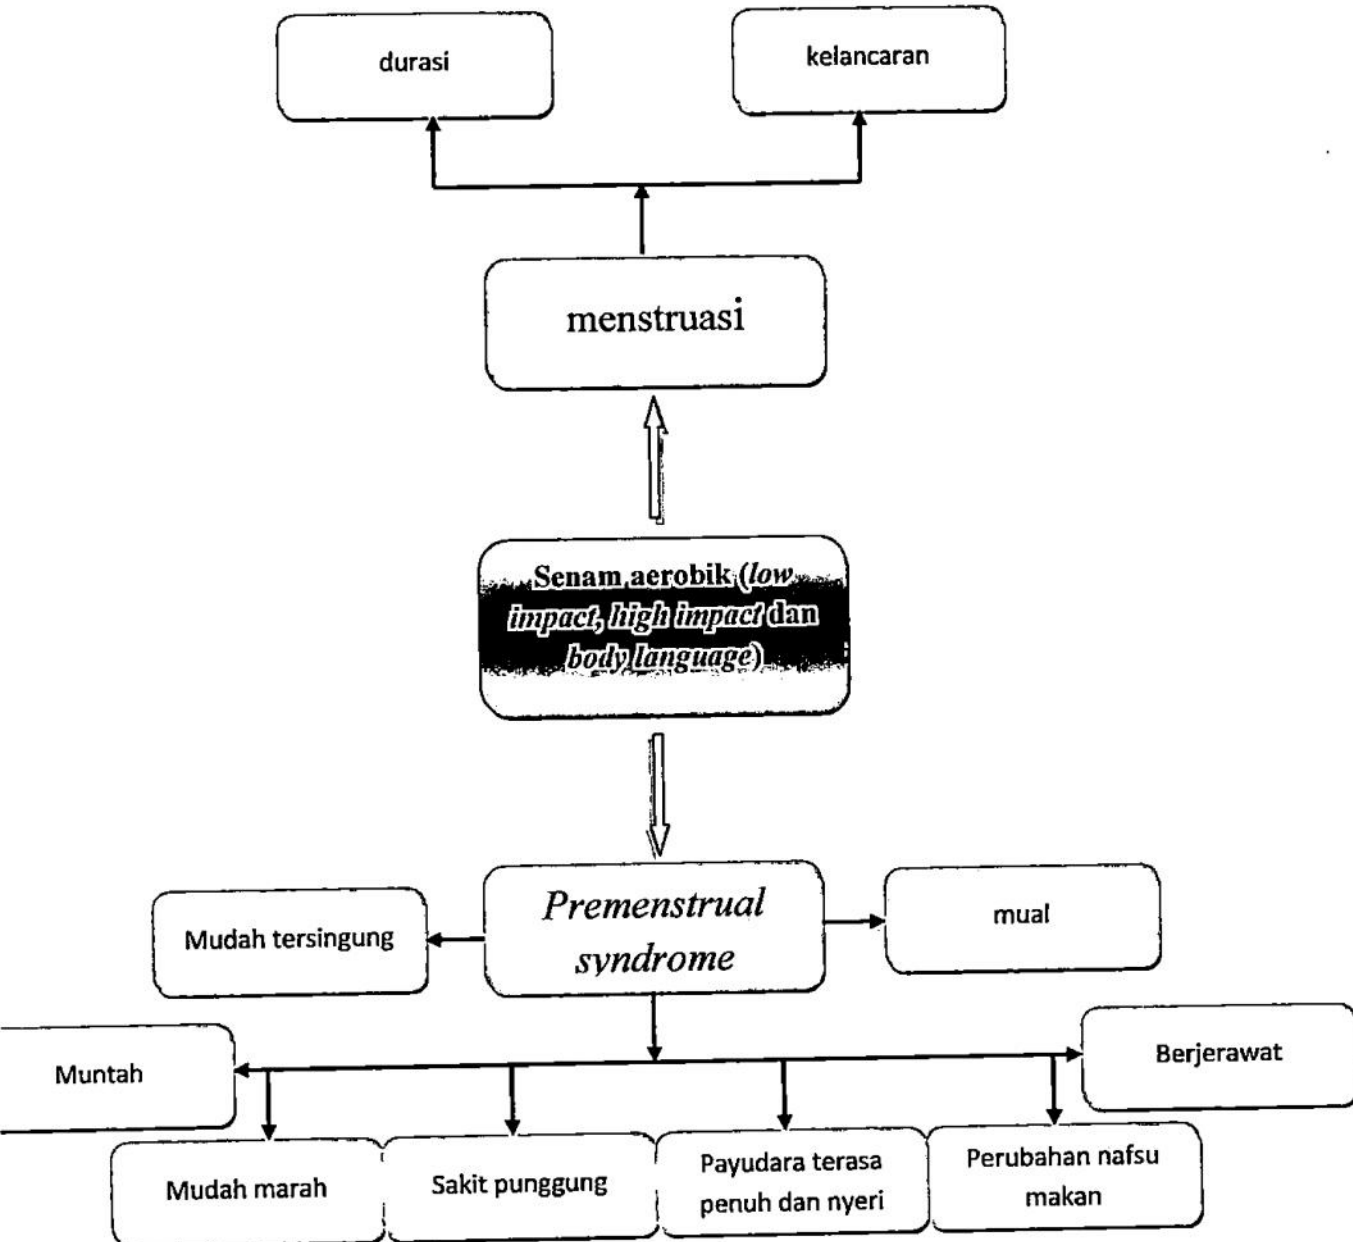 durasi
kelancaran
menstruasi
Senam aerobik (low
impact, high impact dan
body language)
Premenstrual
syndrome
Mudah tersingung
mual
Muntah
Berjerawat
Mudah marah
Sakit punggung
Payudara terasa
penuh dan nyeri
Perubahan nafsu
makan